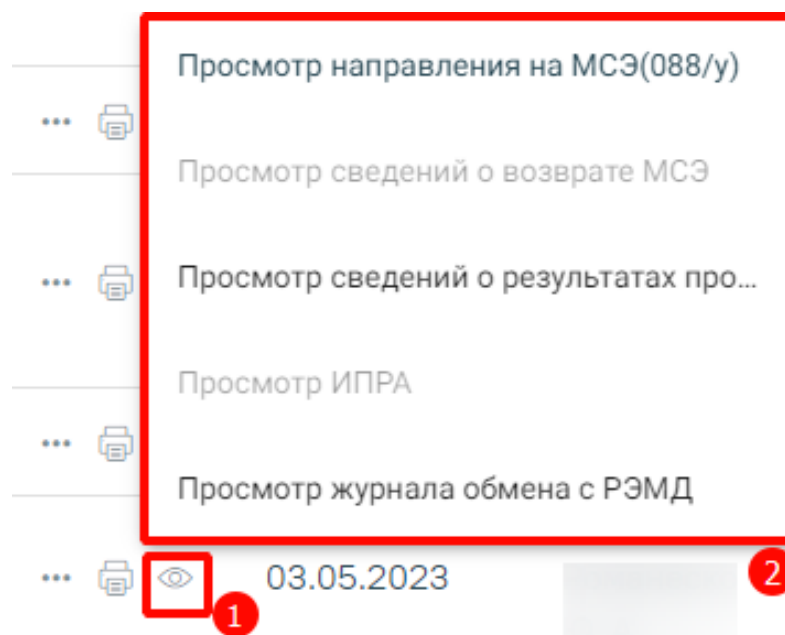 Просмотр направления на МСЭ(088/у)
Просмотр сведений о возврате МСЭ
Просмотр сведений о результатах про...
Просмотр ИПРА
Просмотр журнала обмена с РЭМД
03.05.2023
2
1